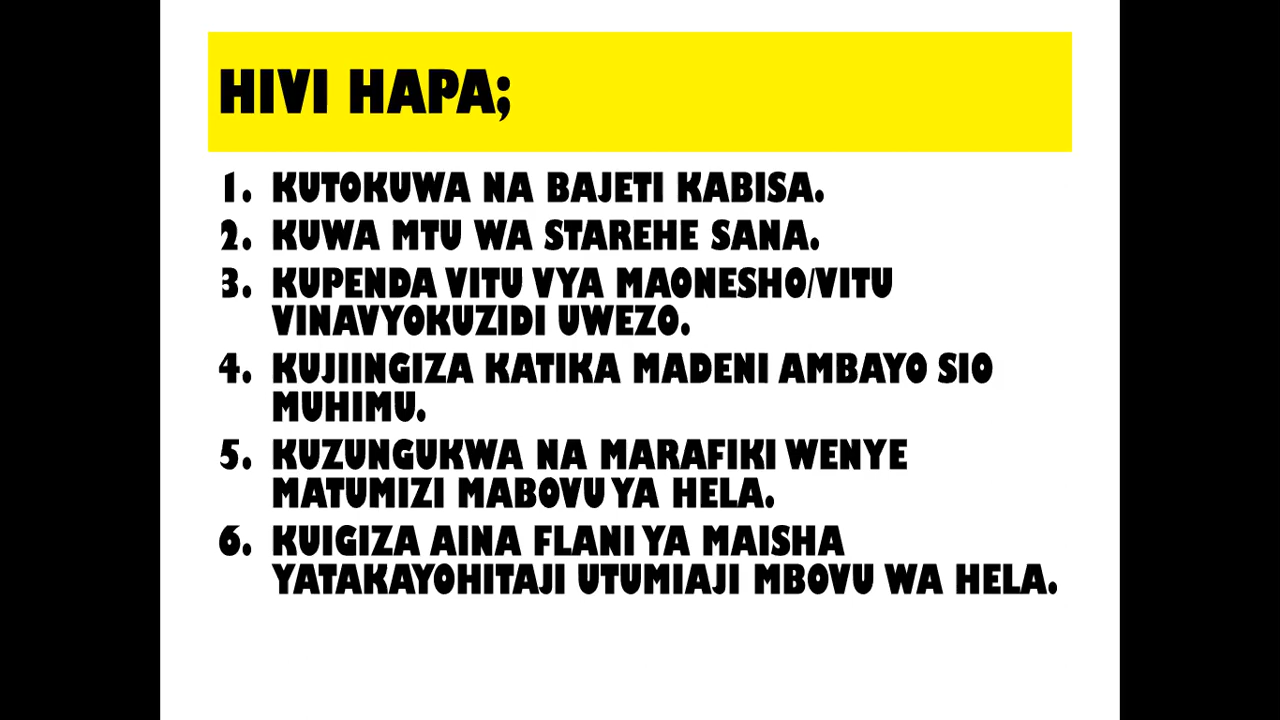 HIVI HAPA;
1. KUTOKUWA NA BAJETI KABISA.
2. KUWA MTU WA STAREHE SANA.
3. KUPENDA VITU VYA MAONESHO/VITU
VINAVYOKUZIDI UWEZO.
4. KUJIINGIZA KATIKA MADENI AMBAYO SIO
MUHIMU.
5. KUZUNGUKWA NA MARAFIKI WENYE
MATUMIZI MABOVU YA HELA.
6. KUIGIZA AINA FLANI YA MAISHA
YATAKAYOHITAJI UTUMIAJI MBOVU WA HELA.